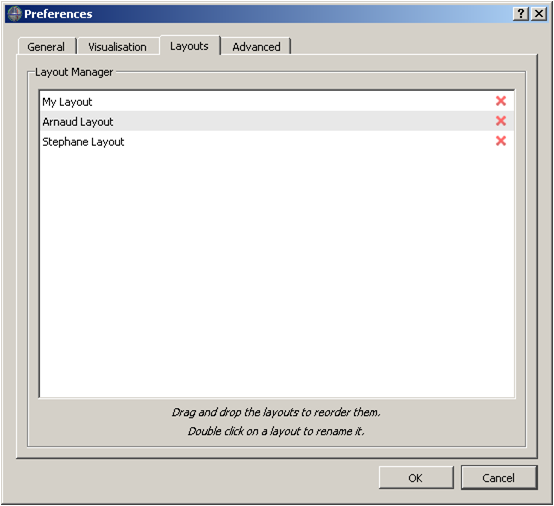 Preferences
General Visualisation Layouts Advanced
Layout Manager
My Layout
Arnaud Layout
Stephane Layout
Drag and drop the layouts to reorder them.
Double click on a layout to rename it.
OK Cancel